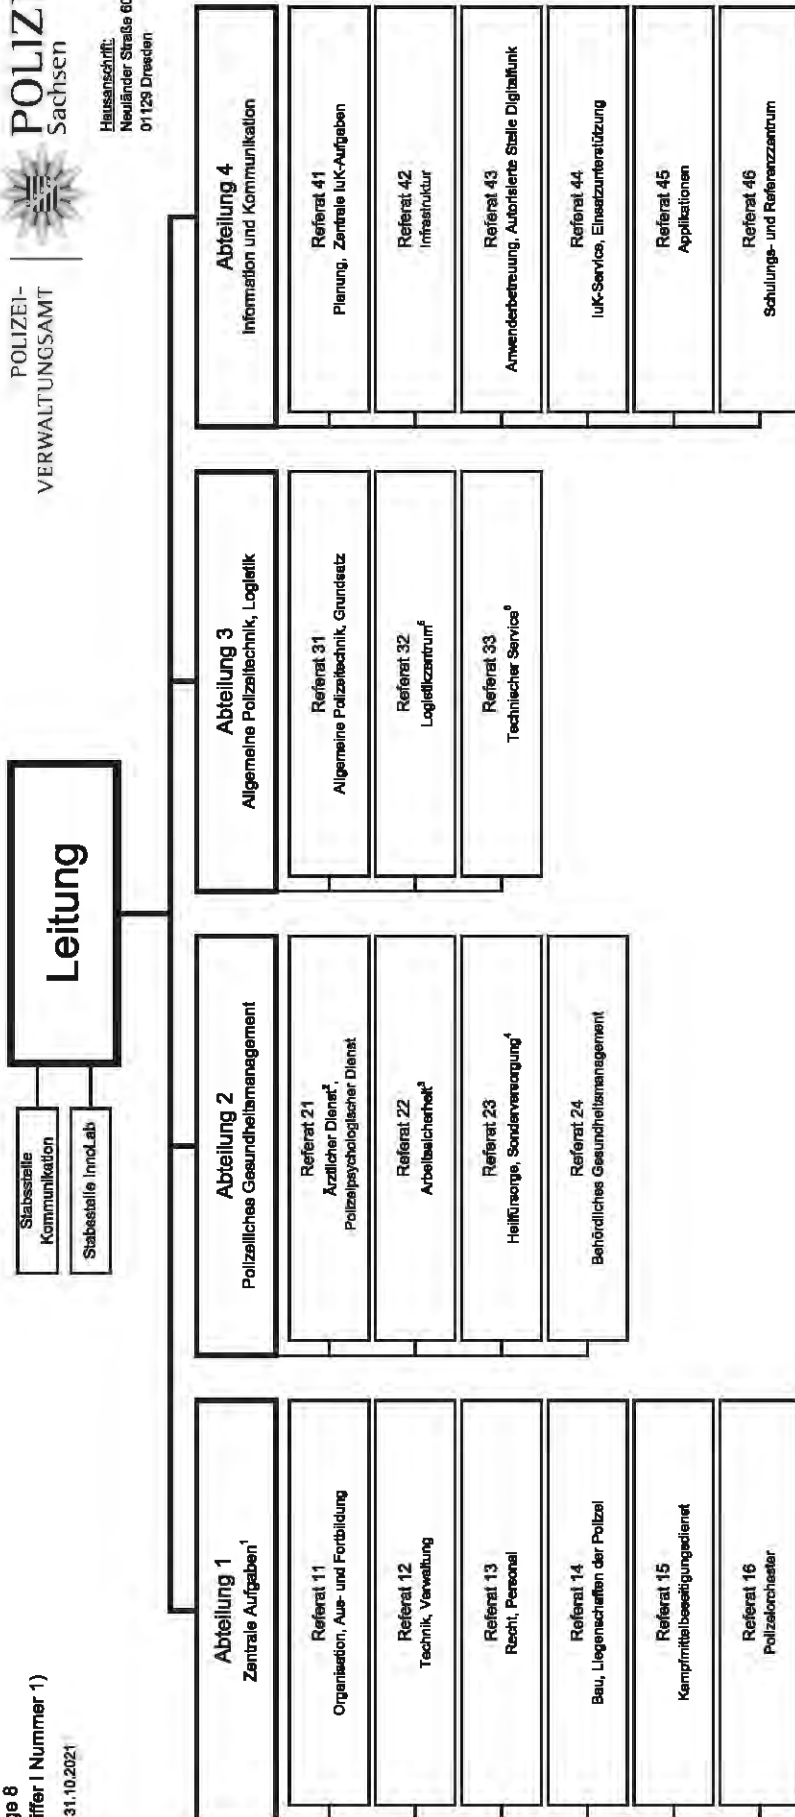 ge 8
iffer I Nummer 1)
31.10.2021
POLIZEI-
VERWALTUNGSAMT
POLIZ
Sachsen
Hausanschrift:
Neuländer Straße 60
01129 Dresden
Leitung
Stabsstelle
Kommunikation
Stabsstelle InnoLab
Abteilung 1
Zentrale Aufgaben¹
Referat 11
Organisation, Aus- und Fortbildung
Referat 12
Technik, Verwaltung
Referat 13
Recht, Personal
Referat 14
Bau, Liegenschaften der Polizei
Referat 15
Kampfmittelbeseitigungsdienst
Referat 16
Polizeiorchester
Abteilung 2
Polizeiliches Gesundheitsmanagement
Referat 21
Ärztlicher Dienst²,
Polizeipsychologischer Dienst
Referat 22
Arbeitssicherheit³
Referat 23
Heilfürsorge, Sonderversorgung⁴
Referat 24
Behördliches Gesundheitsmanagement
Abteilung 3
Allgemeine Polizeitechnik, Logistik
Referat 31
Allgemeine Polizeitechnik, Grundsatz
Referat 32
Logistikzentrum
Referat 33
Technischer Service
Abteilung 4
Information und Kommunikation
Referat 41
Planung, Zentrale IuK-Aufgaben
Referat 42
Infrastruktur
Referat 43
Anwenderbetreuung, Autorisierte Stelle Digitalfunk
Referat 44
IuK-Service, Einsatzunterstützung
Referat 45
Applikationen
Referat 46
Schulungs- und Referenzzentrum